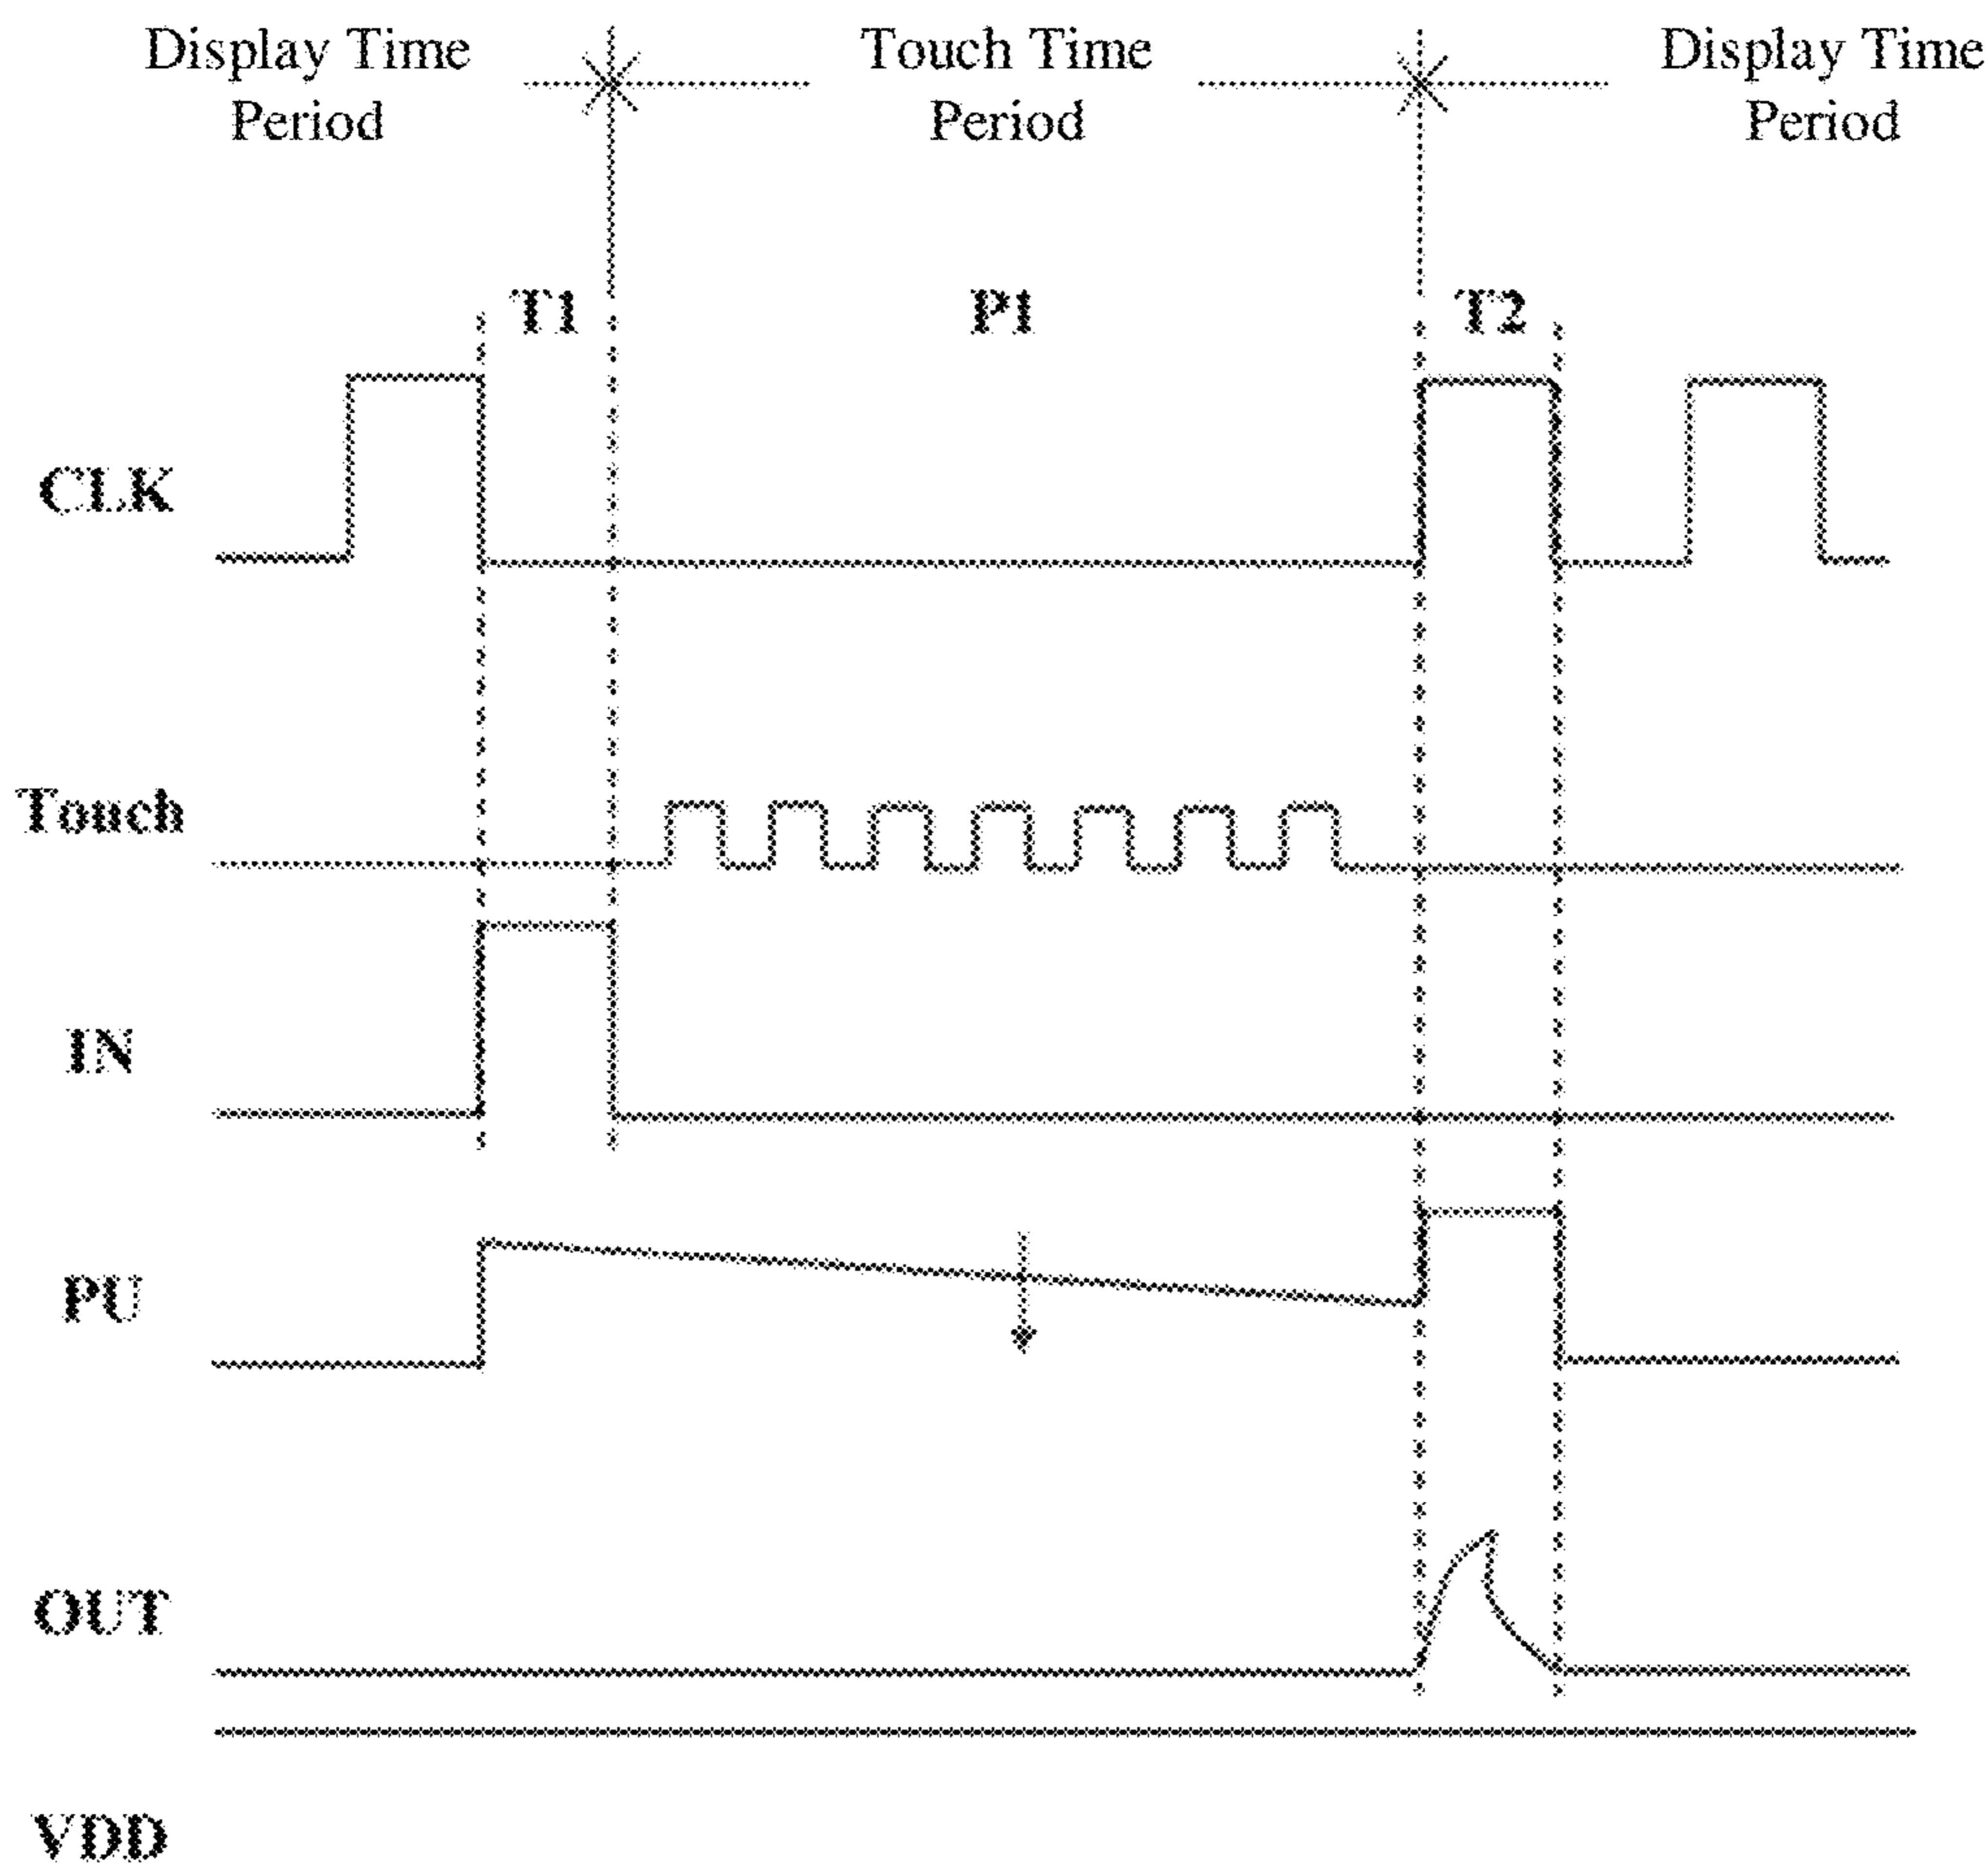 Display Time
Period
Touch Time
Period
Display Time
Period
T1
P1
T2
CLK
Touch
IN
PU
OUT
VDD